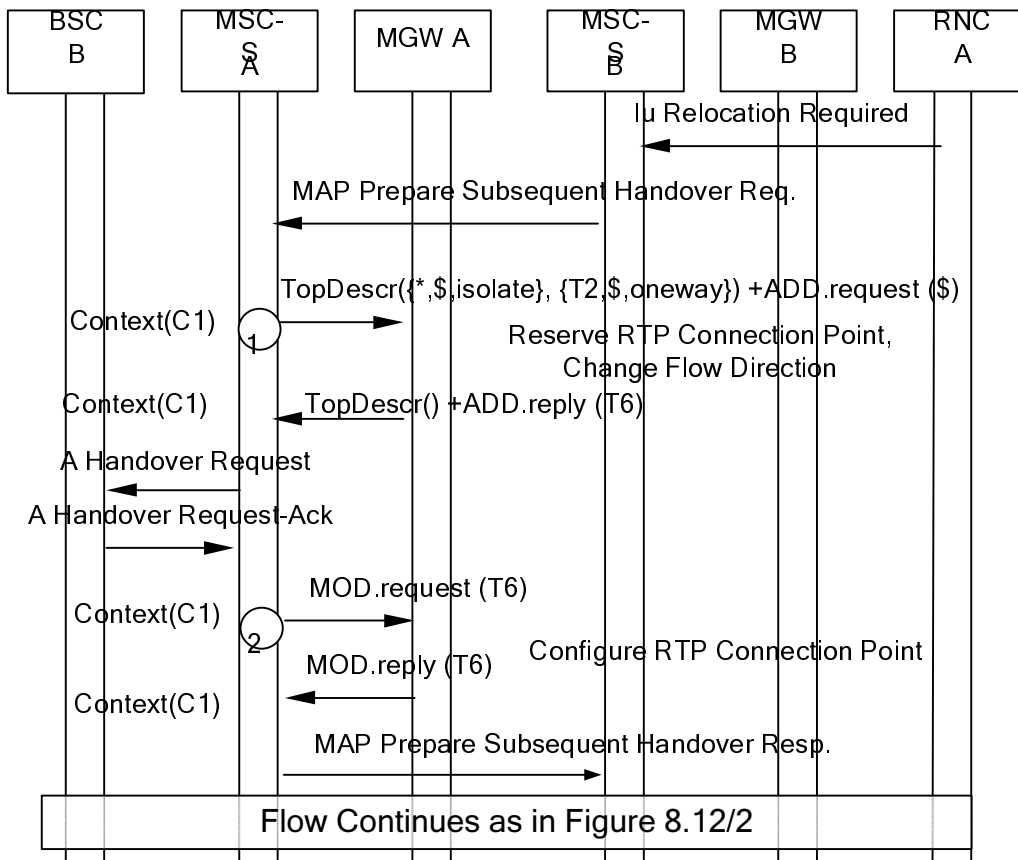 BSC
B
MSC-
S
A
MGW A
MSC-
S
B
MGW
B
RNC
A
Iu Relocation Required
MAP Prepare Subsequent Handover Req.
TopDescr({*,$,isolate}, {T2,$,oneway}) +ADD.request ($)
Context(C1)
1
Reserve RTP Connection Point,
Change Flow Direction
Context(C1)
TopDescr() +ADD.reply (T6)
A Handover Request
A Handover Request-Ack
MOD.request (T6)
Context(C1)
2
Configure RTP Connection Point
MOD.reply (T6)
Context(C1)
MAP Prepare Subsequent Handover Resp.
Flow Continues as in Figure 8.12/2